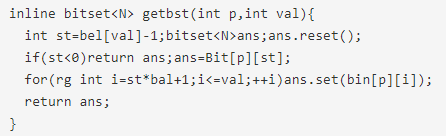 inline bitset<N> getbst(int p,int val){
  int st=bel[val]-1;bitset<N>ans;ans.reset();
  if(st<0)return ans;ans=Bit[p][st];
  for(rg int i=st*bal+1;i<=val;++i)ans.set(bin[p][i]);
  return ans;
}